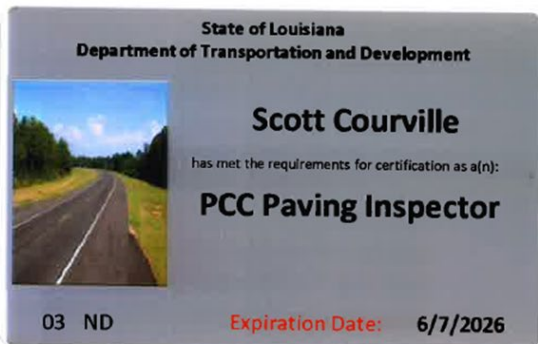 State of Louisiana
Department of Transportation and Development
Scott Courville
has met the requirements for certification as a(n):
PCC Paving Inspector
03 ND
Expiration Date: 6/7/2026